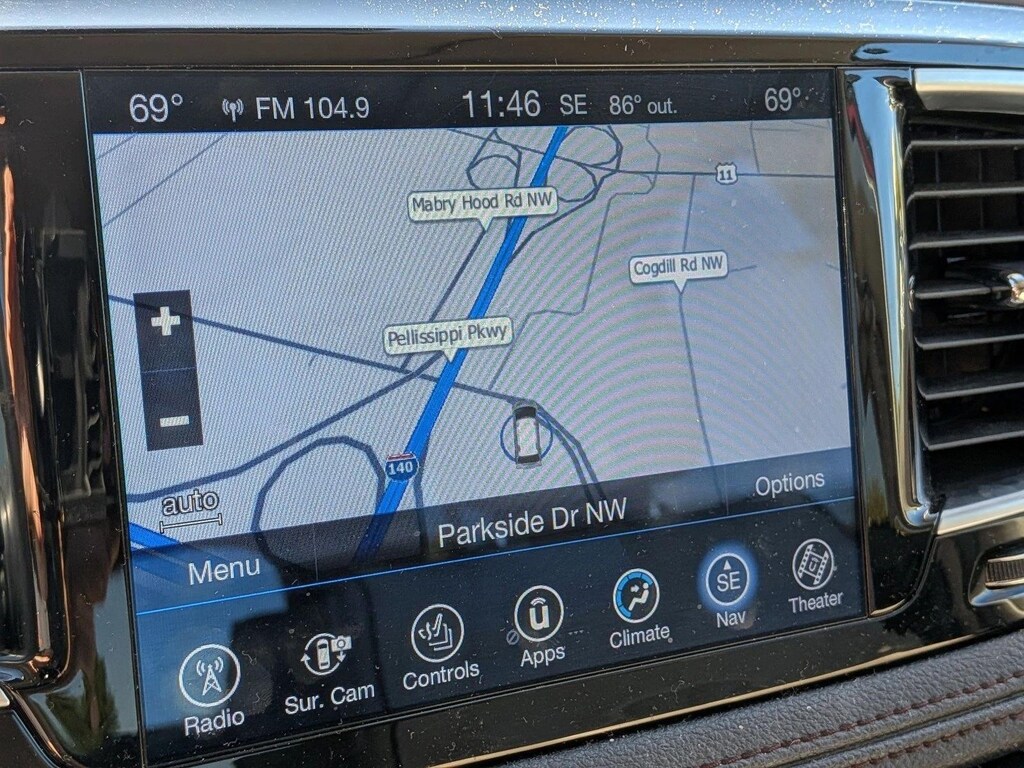 69° FM 104.9 11:46 SE 86° out. 69°
11
Mabry Hood Rd NW
Cogdill Rd NW
+
Pellissippi Pkwy
-
140
auto
Options
Parkside Dr NW
Menu
SE
Radio Sur. Cam Controls Apps Climate Nav Theater